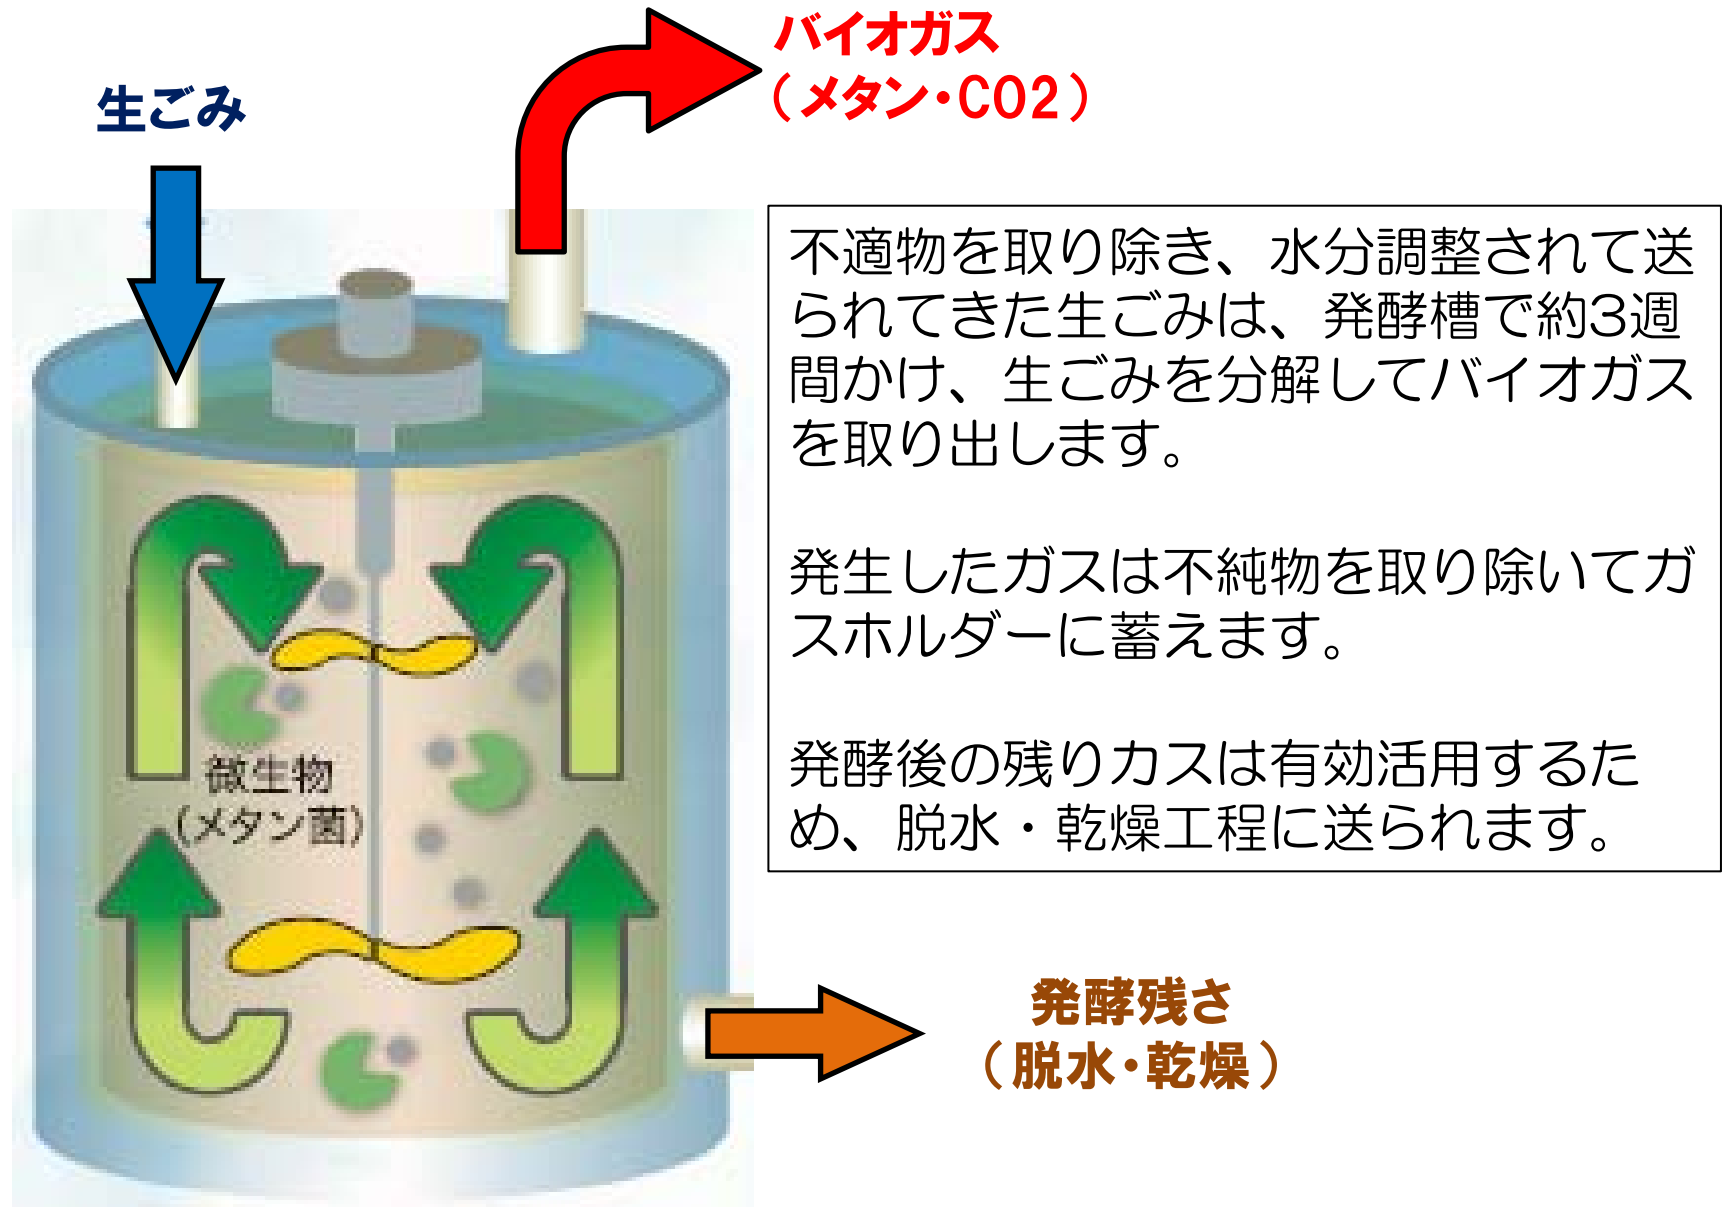 バイオガス
（メタン・CO2）
生ごみ
不適物を取り除き、水分調整されて送
られてきた生ごみは、発酵槽で約3週
間かけ、生ごみを分解してバイオガス
を取り出します。
発生したガスは不純物を取り除いてガ
スホルダーに蓄えます。
発酵後の残りカスは有効活用するた
め、脱水・乾燥工程に送られます。
微生物
（メタン菌）
発酵残さ
（脱水・乾燥）